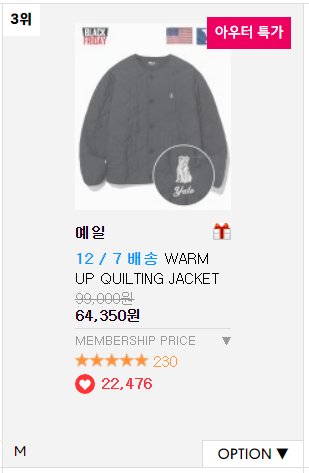 3위
아우터 특가
BLACK
FRIDAY
Yale
예일
12 / 7 배송 WARM
UP QUILTING JACKET
99,000원
64,350원
MEMBERSHIP PRICE ▼
★★★★★ 230
22,476
M
OPTION ▼